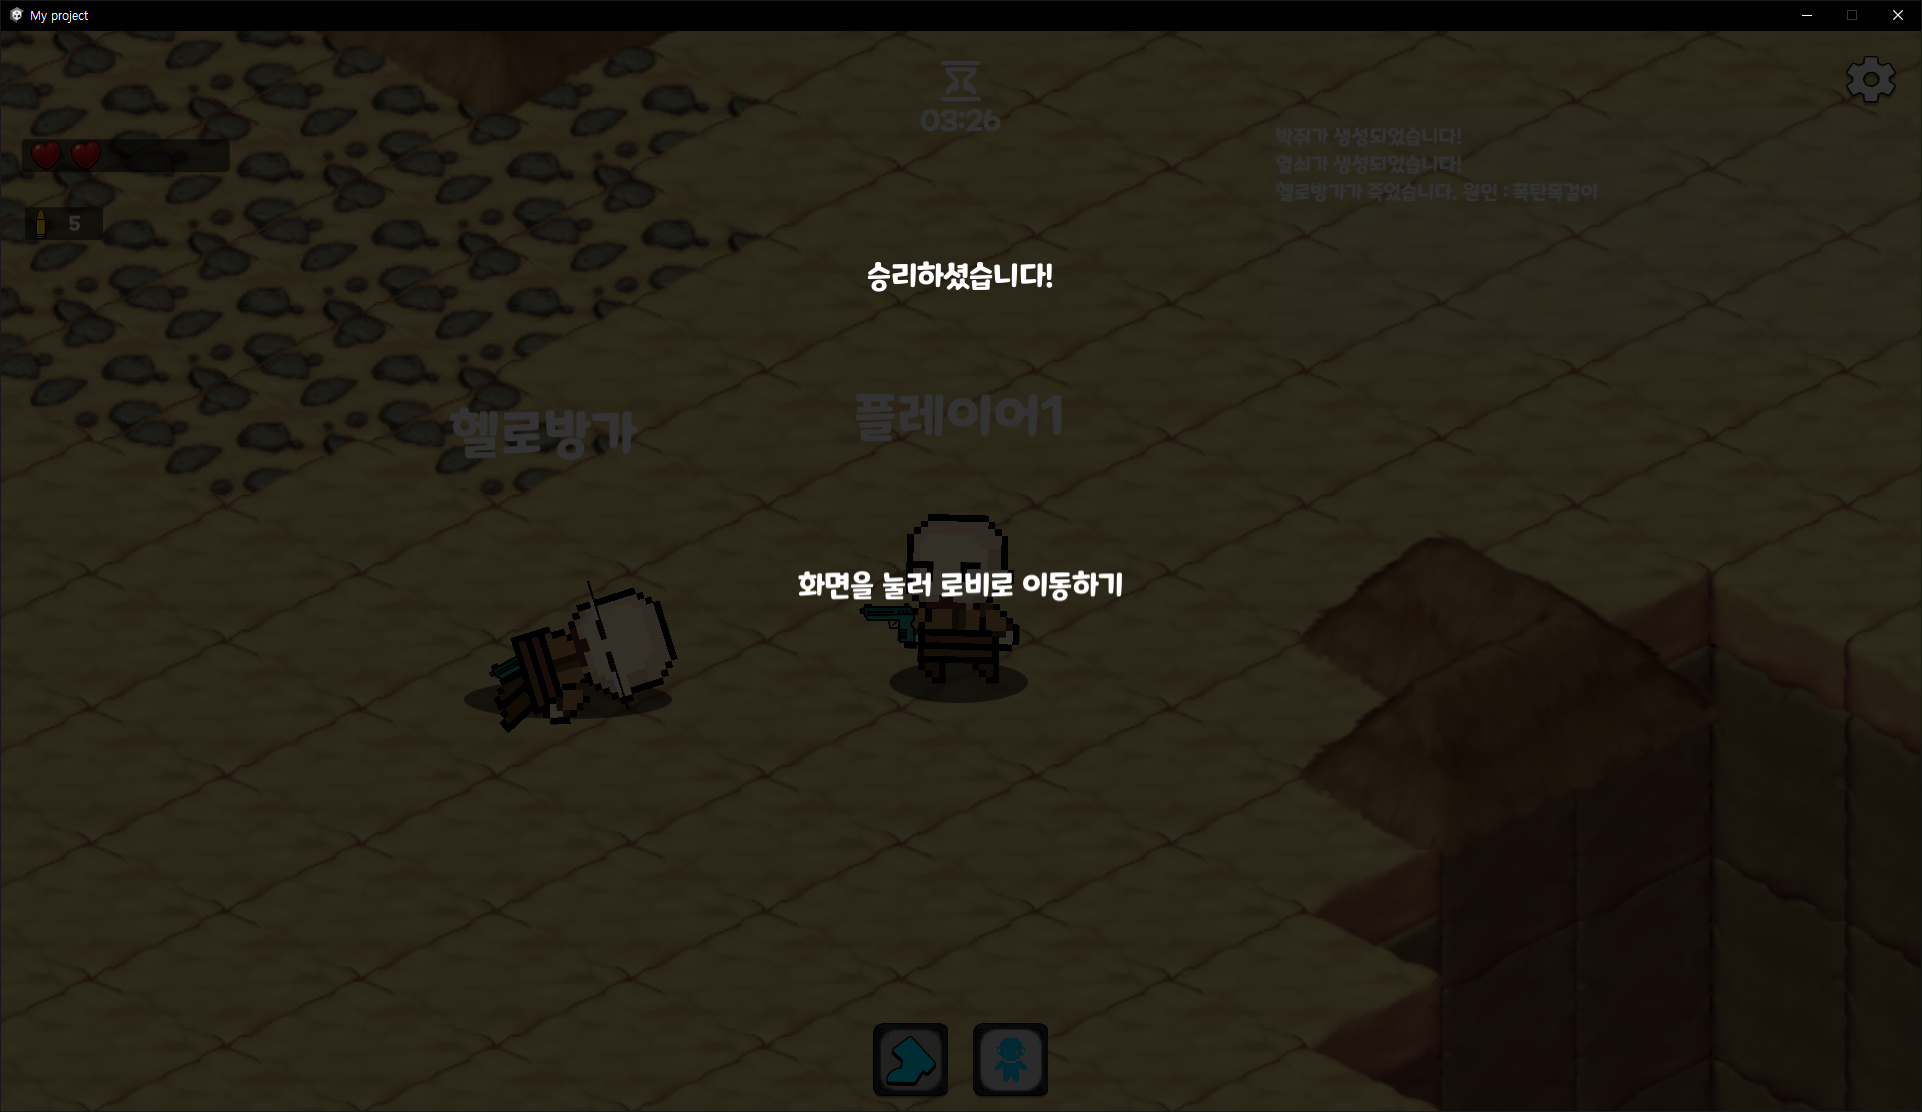 My project
03:26
박쥐가 생성되었습니다!
열쇠가 생성되었습니다!
헬로방가가 죽었습니다. 원인 : 폭탄목걸이
5
승리하셨습니다!
헬로방가
플레이어1
화면을 눌러 로비로 이동하기